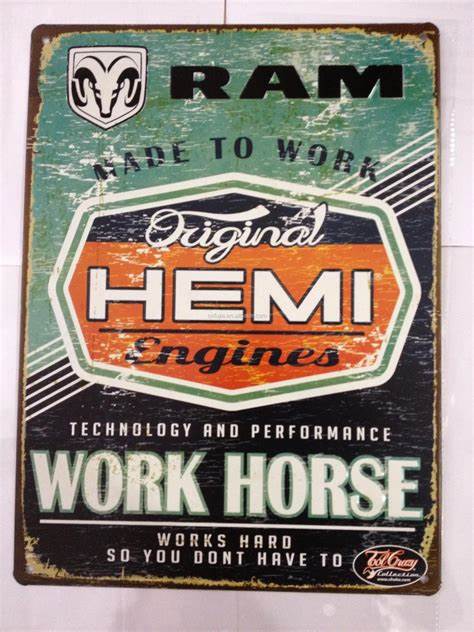 RAM
MADE TO WORK
Original
HEMI
Engines
TECHNOLOGY AND PERFORMANCE
WORK HORSE
WORKS HARD
SO YOU DONT HAVE TO
Collection